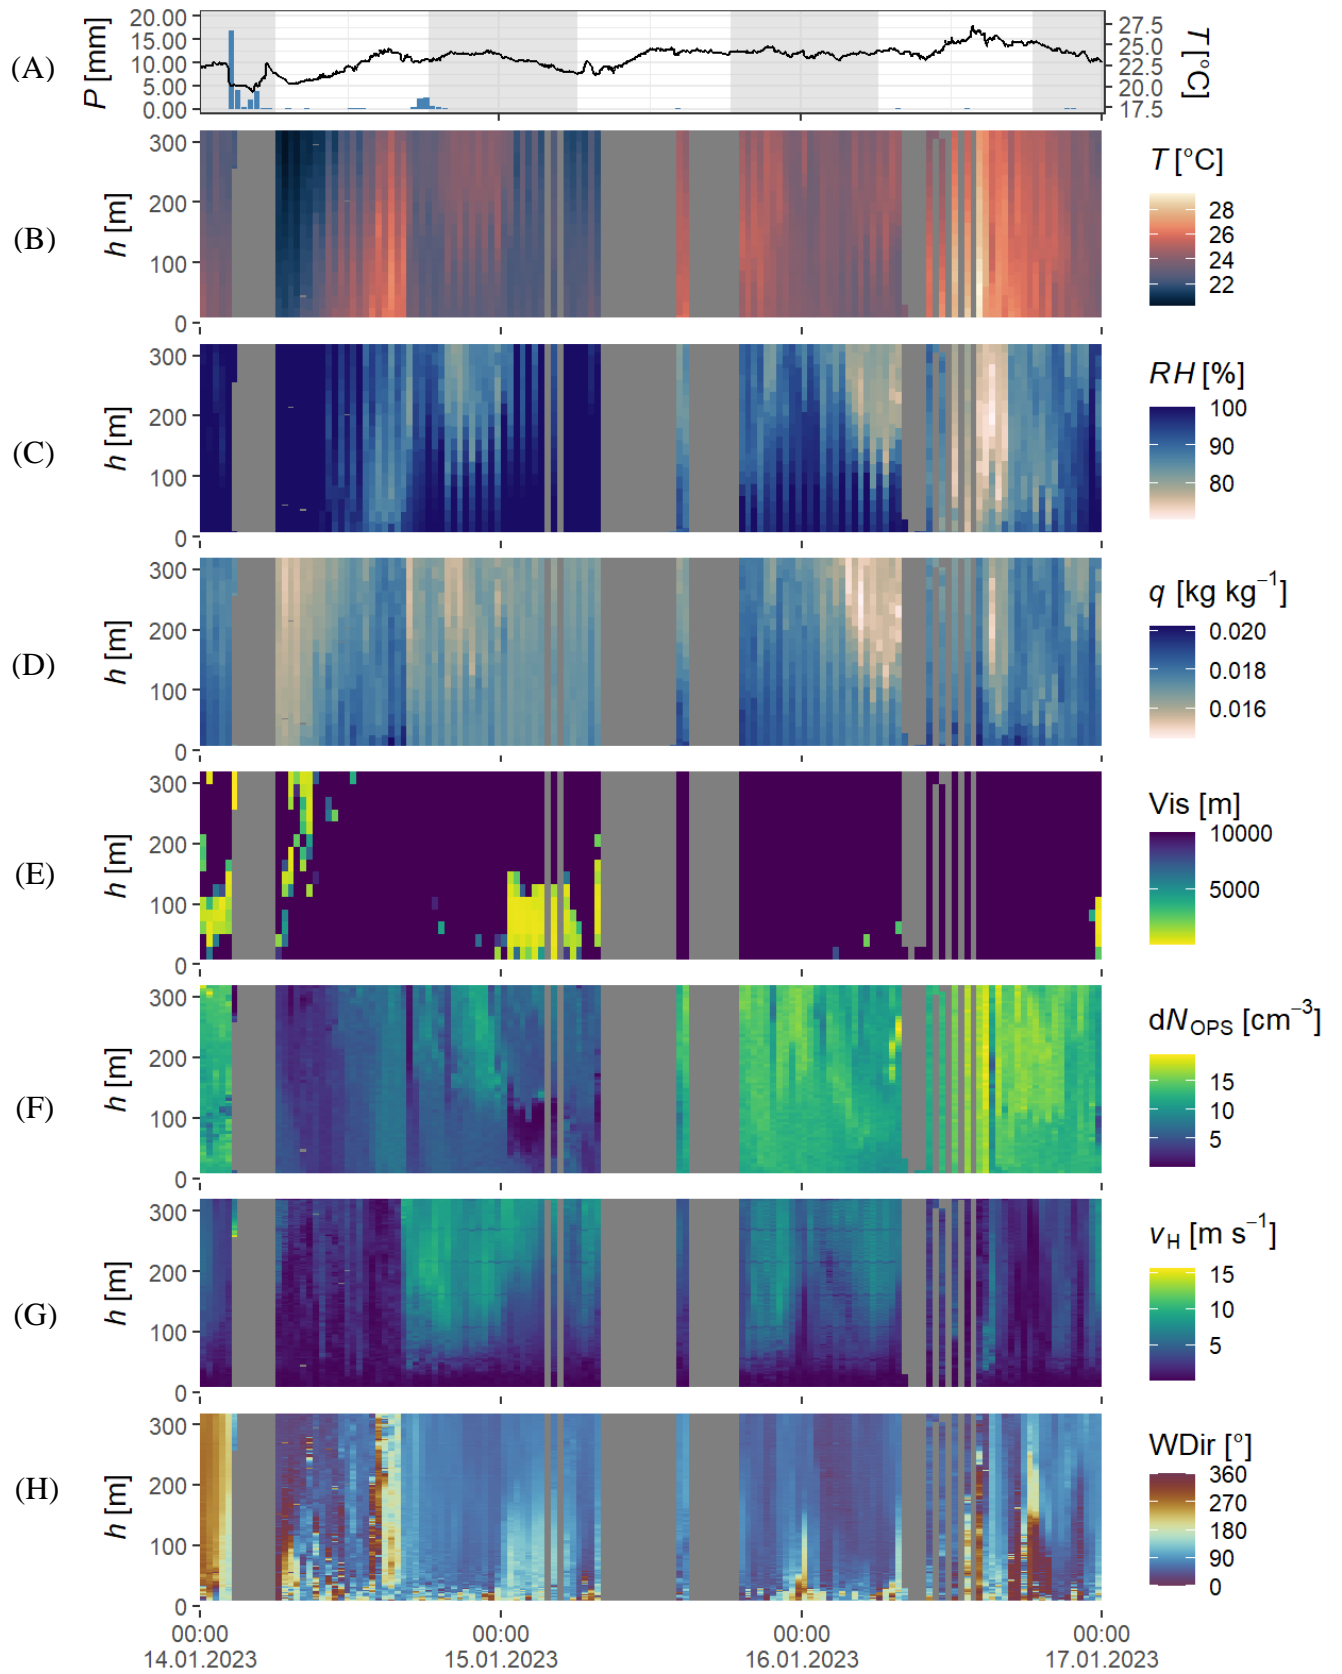 (A)
P [mm]
20.00
15.00
10.00
5.00
0.00
27.5
25.0
22.5
20.0
17.5
T [°C]
(B)
h [m]
300
200
100
0
T [°C]
28
26
24
22
(C)
h [m]
300
200
100
0
RH [%]
100
90
80
(D)
h [m]
300
200
100
0
q [kg kg⁻¹]
0.020
0.018
0.016
(E)
h [m]
300
200
100
0
Vis [m]
10000
5000
(F)
h [m]
300
200
100
0
dN_OPS [cm⁻³]
15
10
5
(G)
h [m]
300
200
100
0
v_H [m s⁻¹]
15
10
5
(H)
h [m]
300
200
100
0
WDir [°]
360
270
180
90
0
00:00 00:00 00:00 00:00
14.01.2023 15.01.2023 16.01.2023 17.01.2023